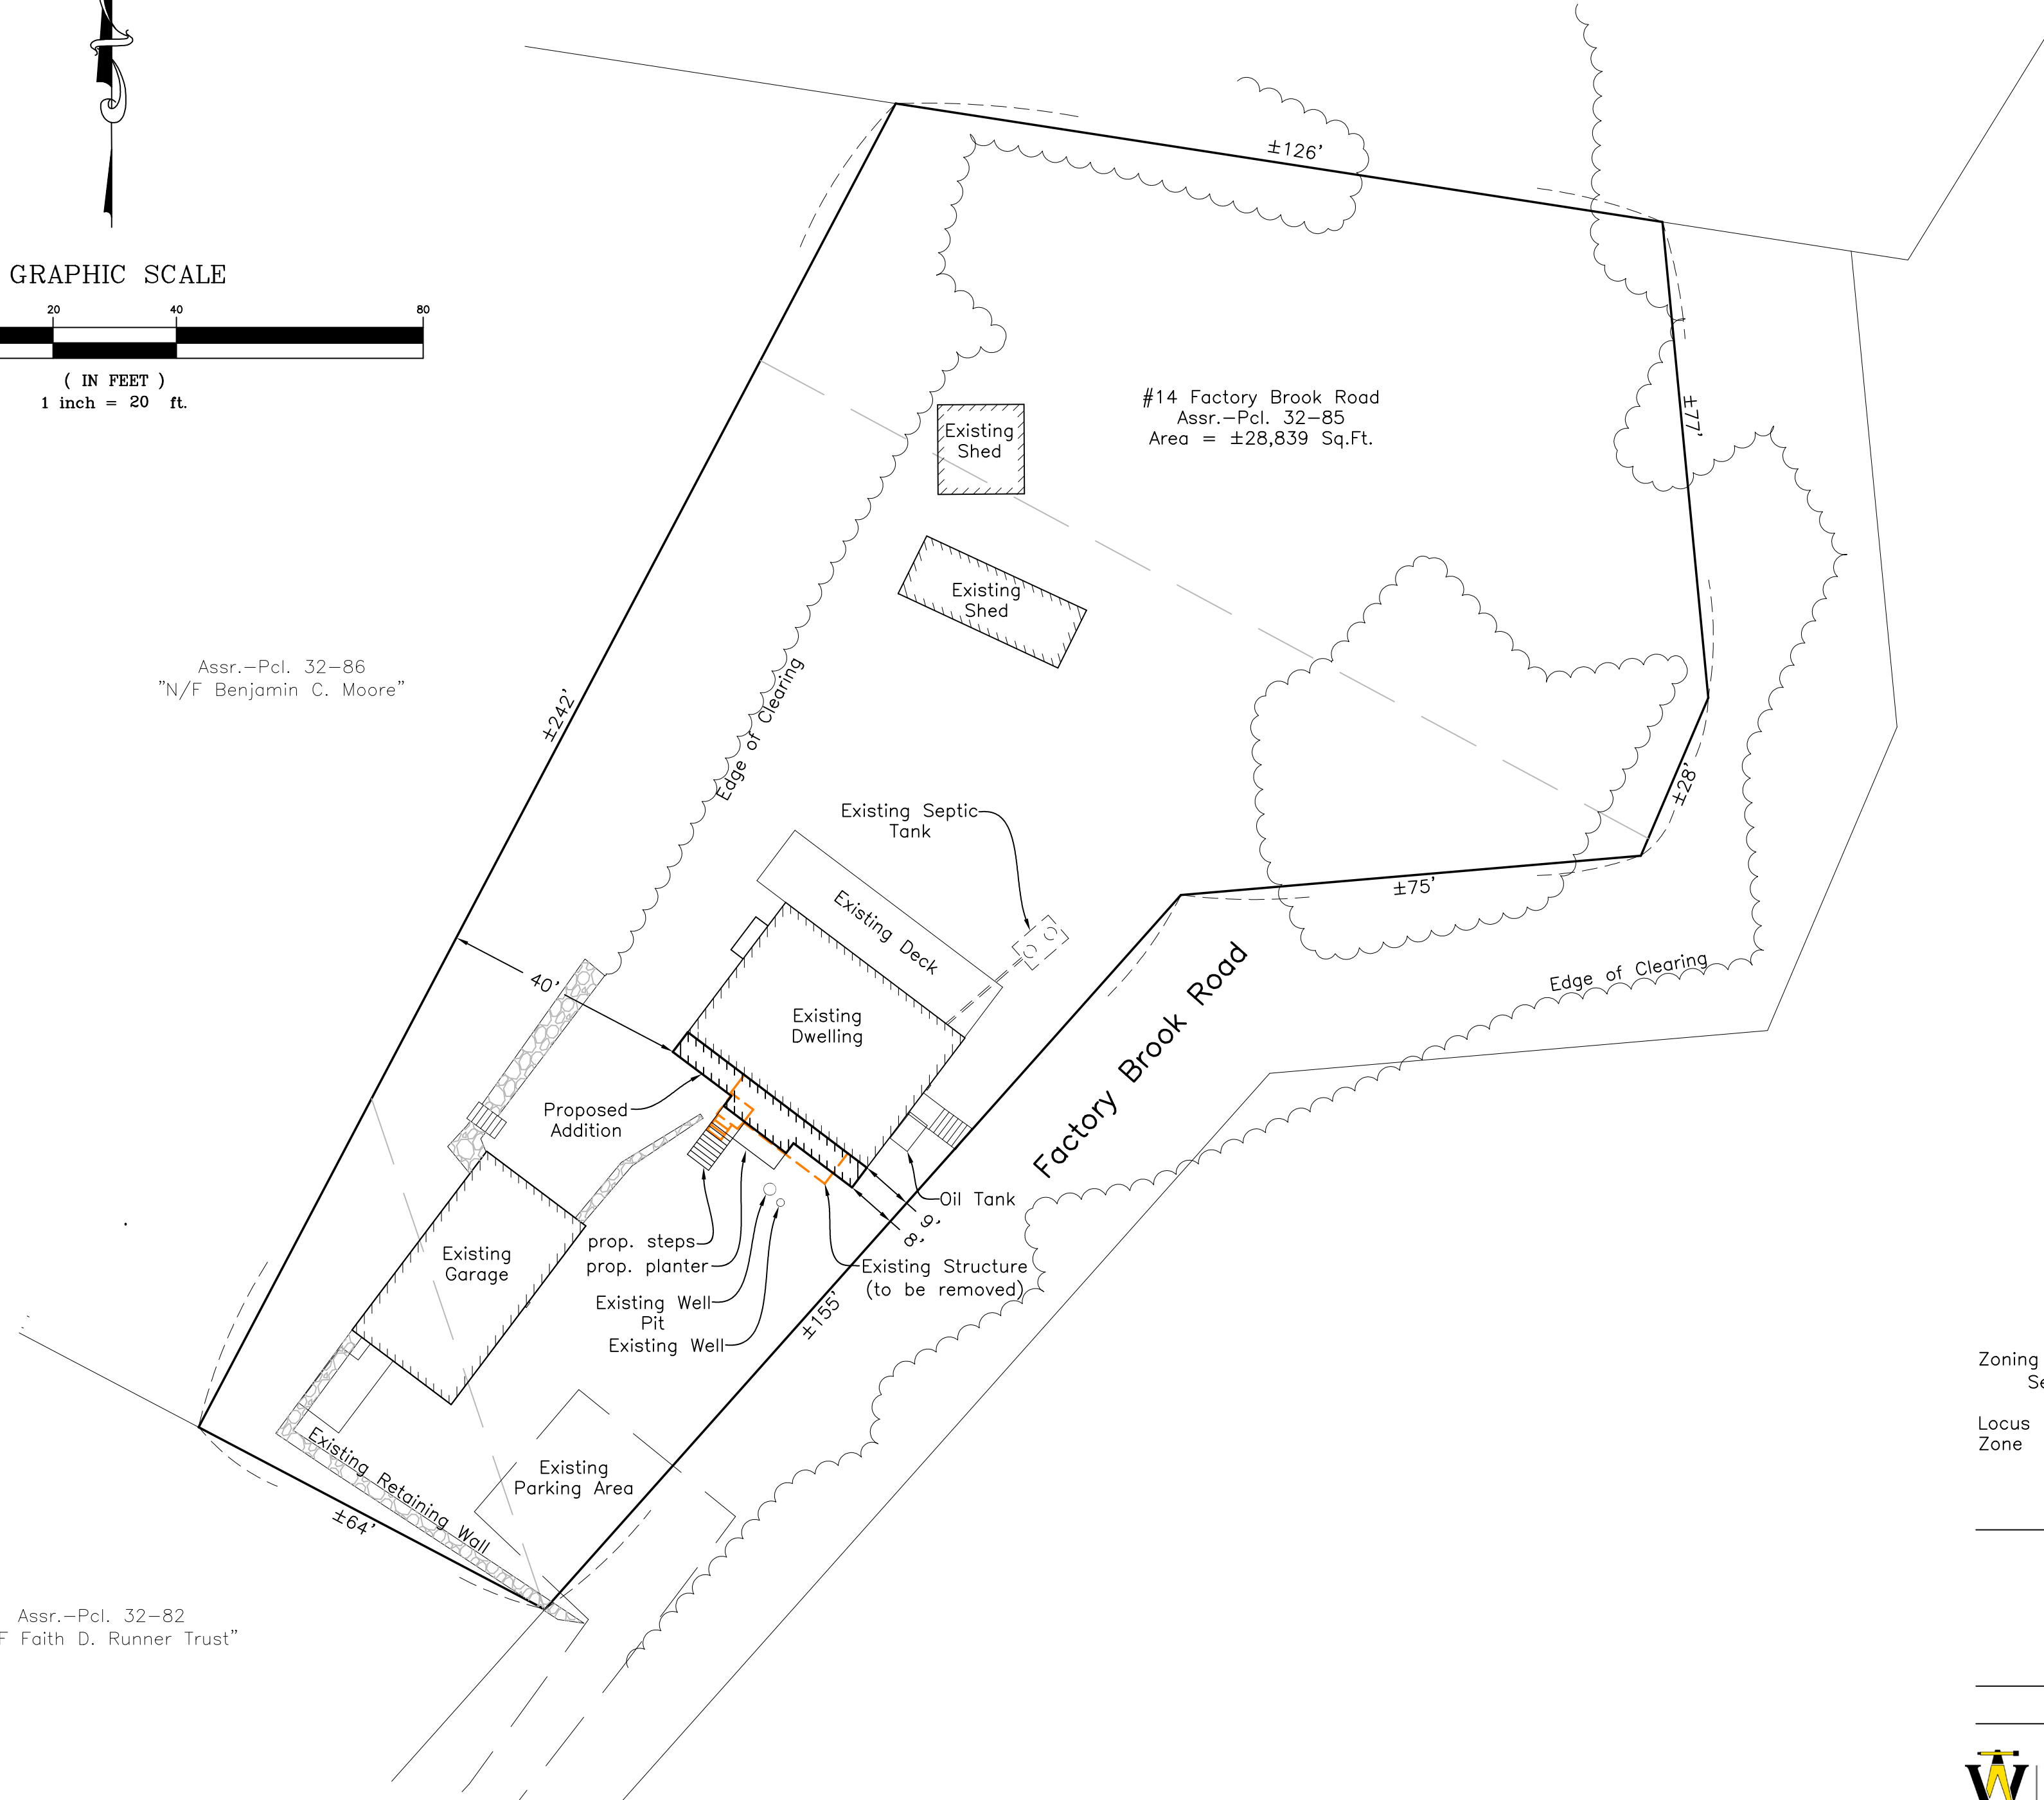 GRAPHIC SCALE
20 40 80
( IN FEET )
1 inch = 20 ft.
±126'
#14 Factory Brook Road
Assr.-Pcl. 32-85
Area = ±28,839 Sq.Ft.
±77'
Existing
Shed
Existing
Shed
Assr.-Pcl. 32-86
"N/F Benjamin C. Moore"
±242'
Edge of Clearing
±28'
Existing Septic
Tank
±75'
Existing Deck
40'
Existing
Dwelling
Factory Brook Road
Edge of Clearing
Proposed
Addition
Oil Tank
9'
8'
prop. steps
prop. planter
Existing Structure
(to be removed)
Existing
Garage
Existing Well
Pit
Existing Well
±155'
Existing Retaining Wall
Existing
Parking Area
±64'
Assr.-Pcl. 32-82
F Faith D. Runner Trust"
Zoning
Se
Locus
Zone
W